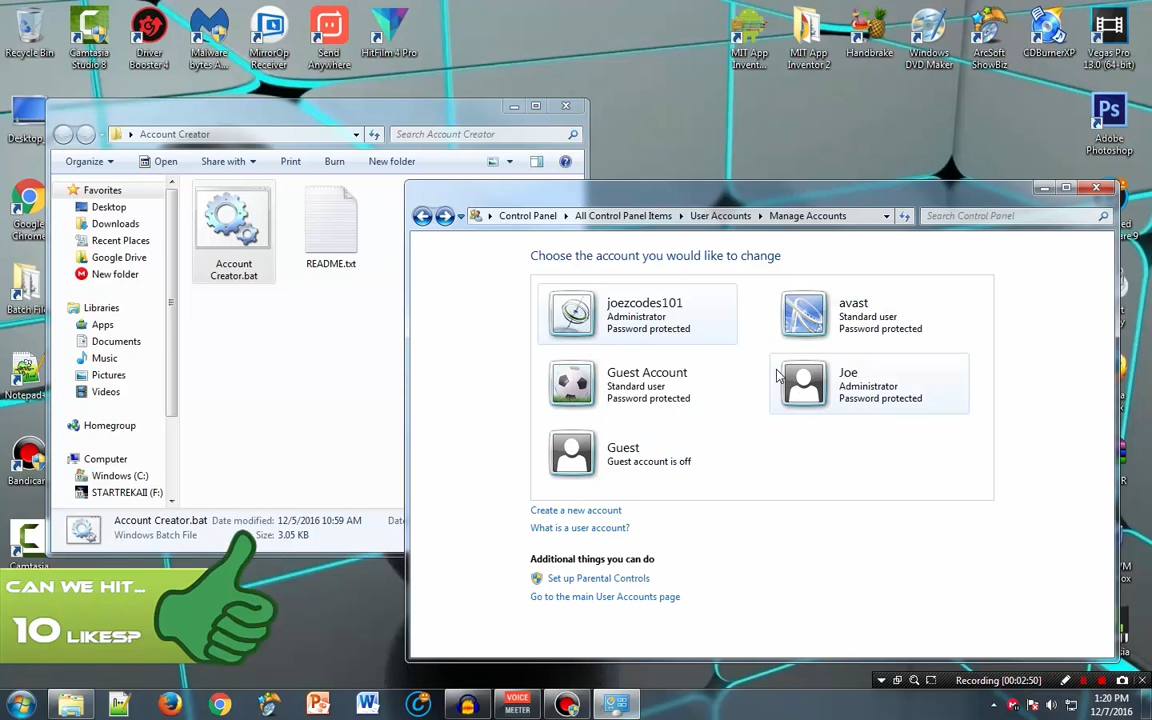 Recycle Bin
Camtasia Studio 8
Driver Booster 4
Malware bytes A...
MirrorOp Receiver
Send Anywhere
HitFilm 4 Pro
MIT App Invent...
MIT App Inventor 2
Handbrake
Windows DVD Maker
ArcSoft ShowBiz
CDBurnerXP
Vegas Pro 13.0 (64-bit)
Desktop
Account Creator
Search Account Creator
Adobe Photoshop
Organize
Open
Share with
Print
Burn
New folder
Favorites
Desktop
Downloads
Recent Places
Google Drive
New folder
Libraries
Apps
Documents
Music
Pictures
Videos
Homegroup
Computer
Windows (C:)
STARTREKAII (F:)
Google Chrome
Batch Fil
Notepad+
Bandicar
Camtasia
Account Creator.bat
README.txt
Account Creator.bat Date modified: 12/5/2016 10:59 AM
Windows Batch File Size: 3.05 KB
Control Panel
All Control Panel Items
User Accounts
Manage Accounts
Search Control Panel
Choose the account you would like to change
joezcodes101
Administrator
Password protected
avast
Standard user
Password protected
Guest Account
Standard user
Password protected
Joe
Administrator
Password protected
Guest
Guest account is off
Create a new account
What is a user account?
Additional things you can do
Set up Parental Controls
Go to the main User Accounts page
CAN WE HIT...
10 LIKES?
Recording [00:02:50]
VOICE MEETER
1:20 PM
12/7/2016